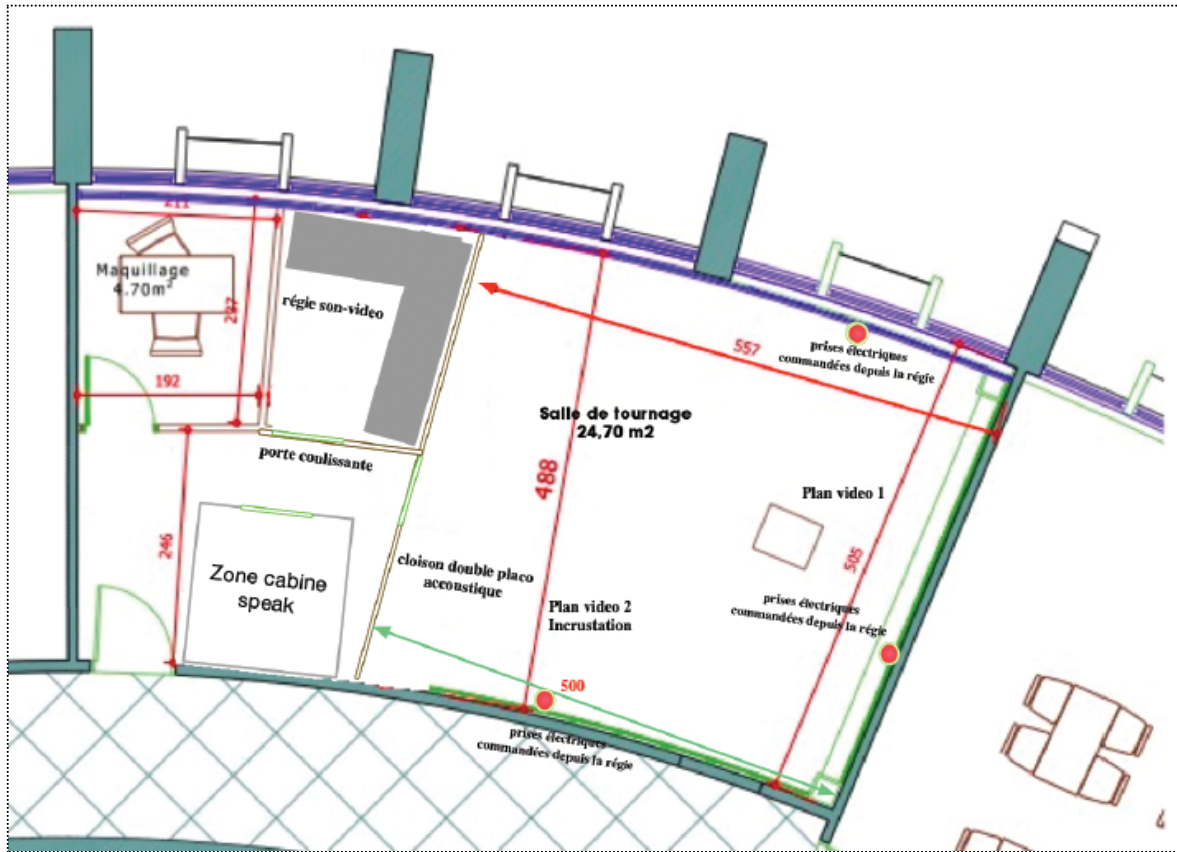 211
Maquillage
4.70m²
297
192
régie son-video
557
prises électriques
commandées depuis la régie
Salle de tournage
24,70 m2
488
porte coulissante
Plan video 1
505
246
Zone cabine
speak
cloison double placo
accoustique
Plan video 2
Incrustation
prises électriques
commandées depuis la régie
500
prises électriques
commandées depuis la régie